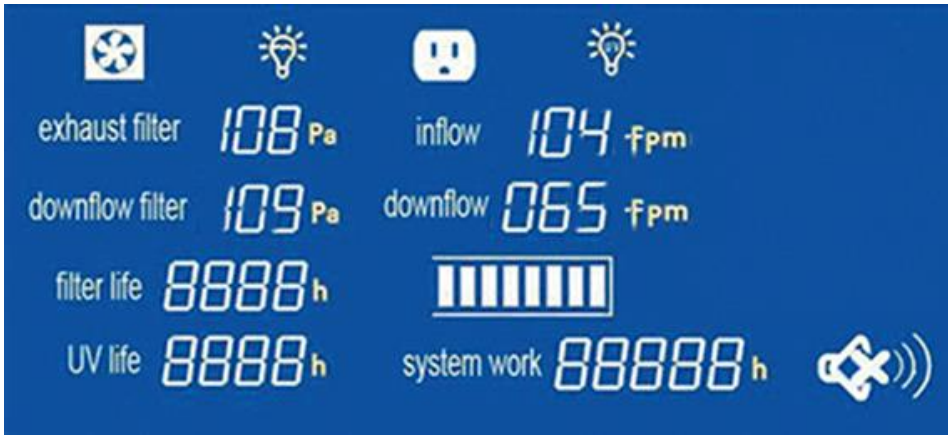 exhaust filter 108 Pa inflow 104 fpm
downflow filter 109 Pa downflow 065 fpm
filter life 8888 h
UV life 8888 h system work 88888 h